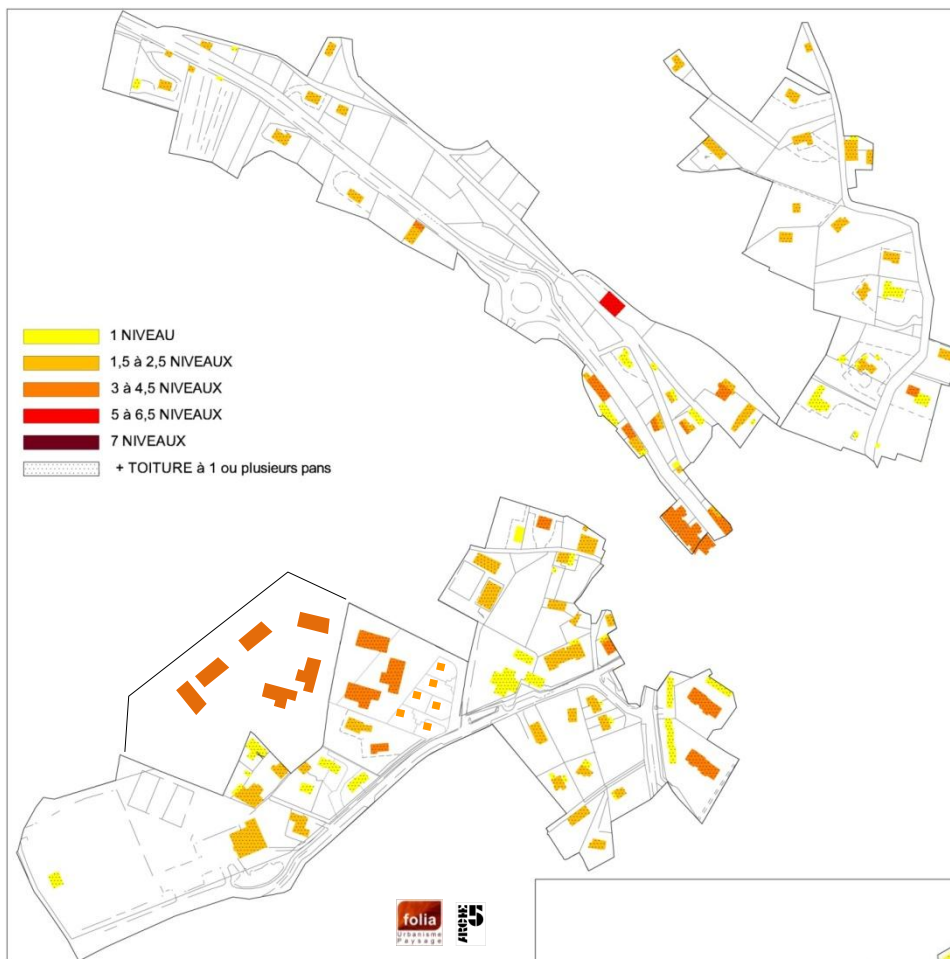 1 NIVEAU
1,5 à 2,5 NIVEAUX
3 à 4,5 NIVEAUX
5 à 6,5 NIVEAUX
7 NIVEAUX
+ TOITURE à 1 ou plusieurs pans
folia
Urbanisme
Paysage
ARCHE 5